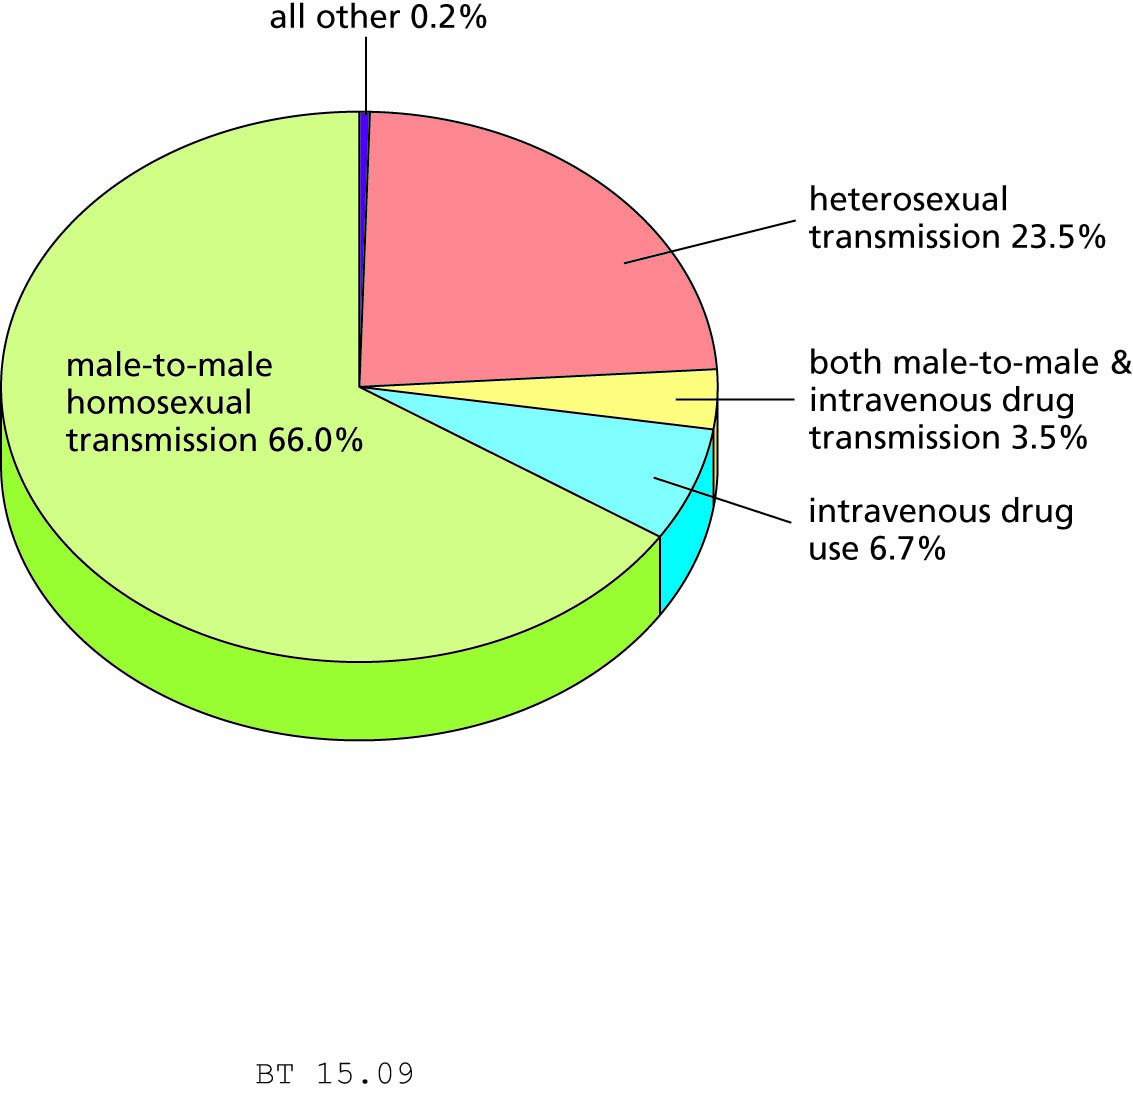 all other 0.2%
heterosexual
transmission 23.5%
male-to-male
homosexual
transmission 66.0%
both male-to-male &
intravenous drug
transmission 3.5%
intravenous drug
use 6.7%
BT 15.09